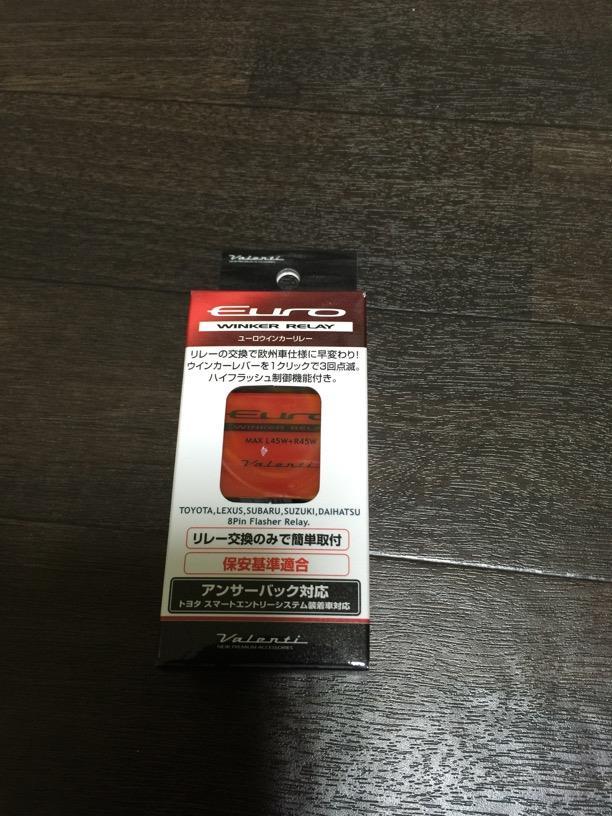 Valenti
Euro
WINKER RELAY
ユーロウインカーリレー
リレーの交換で欧州車仕様に早変わり!
ウインカーレバーを1クリックで3回点滅。
ハイフラッシュ制御機能付き。
Euro
WINKER RELAY
MAX L45W+R45W
Valenti
TOYOTA,LEXUS,SUBARU,SUZUKI,DAIHATSU
8Pin Flasher Relay.
リレー交換のみで簡単取付
保安基準適合
アンサーバック対応
トヨタ スマートエントリーシステム装着車対応
Valenti
NEW PREMIUM ACCESSORIES